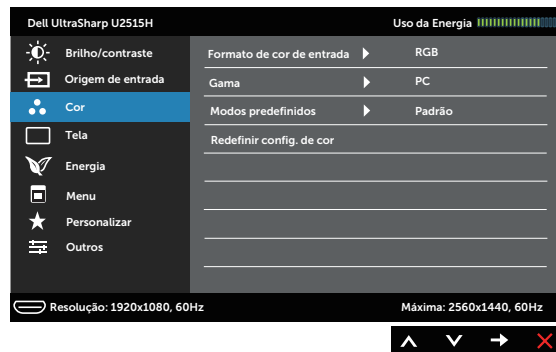 Dell UltraSharp U2515H Uso da Energia
Brilho/contraste
Origem de entrada
Cor
Tela
Energia
Menu
Personalizar
Outros
Formato de cor de entrada RGB
Gama PC
Modos predefinidos Padrão
Redefinir config. de cor
Resolução: 1920x1080, 60Hz Máxima: 2560x1440, 60Hz